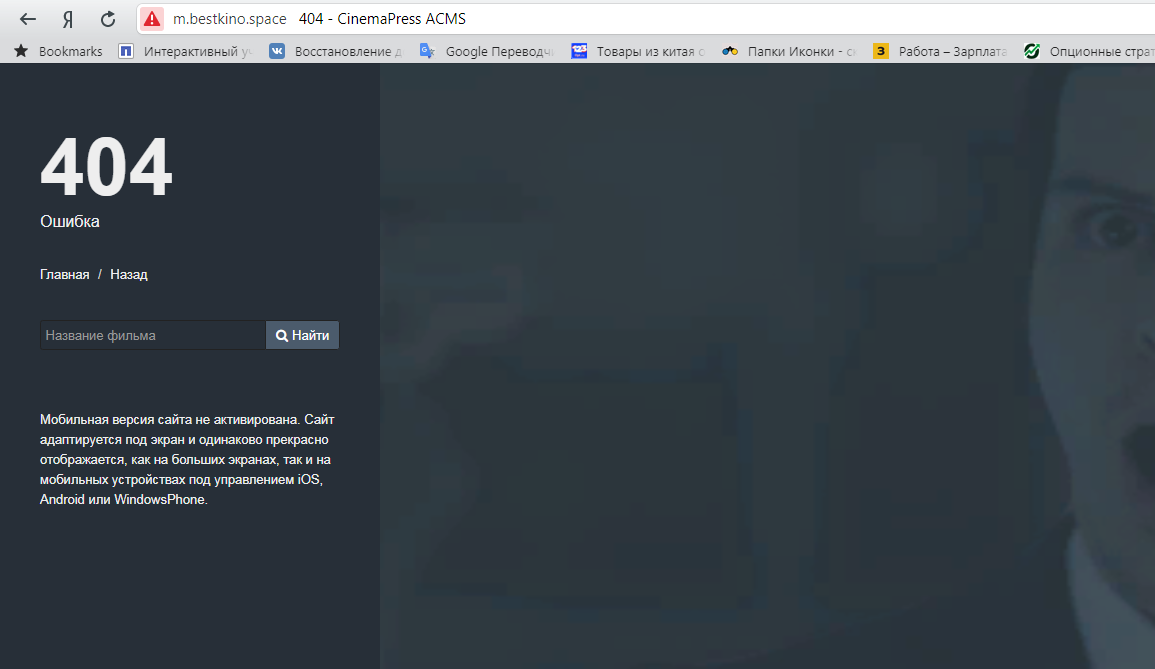 Я m.bestkino.space 404 - CinemaPress ACMS
Bookmarks Интерактивный Восстановление Google Переводч Товары из китая Папки Иконки - Работа – Зарплата Опционные страт
404
Ошибка
Главная / Назад
Название фильма Найти
Мобильная версия сайта не активирована. Сайт
адаптируется под экран и одинаково прекрасно
отображается, как на больших экранах, так и на
мобильных устройствах под управлением iOS,
Android или WindowsPhone.